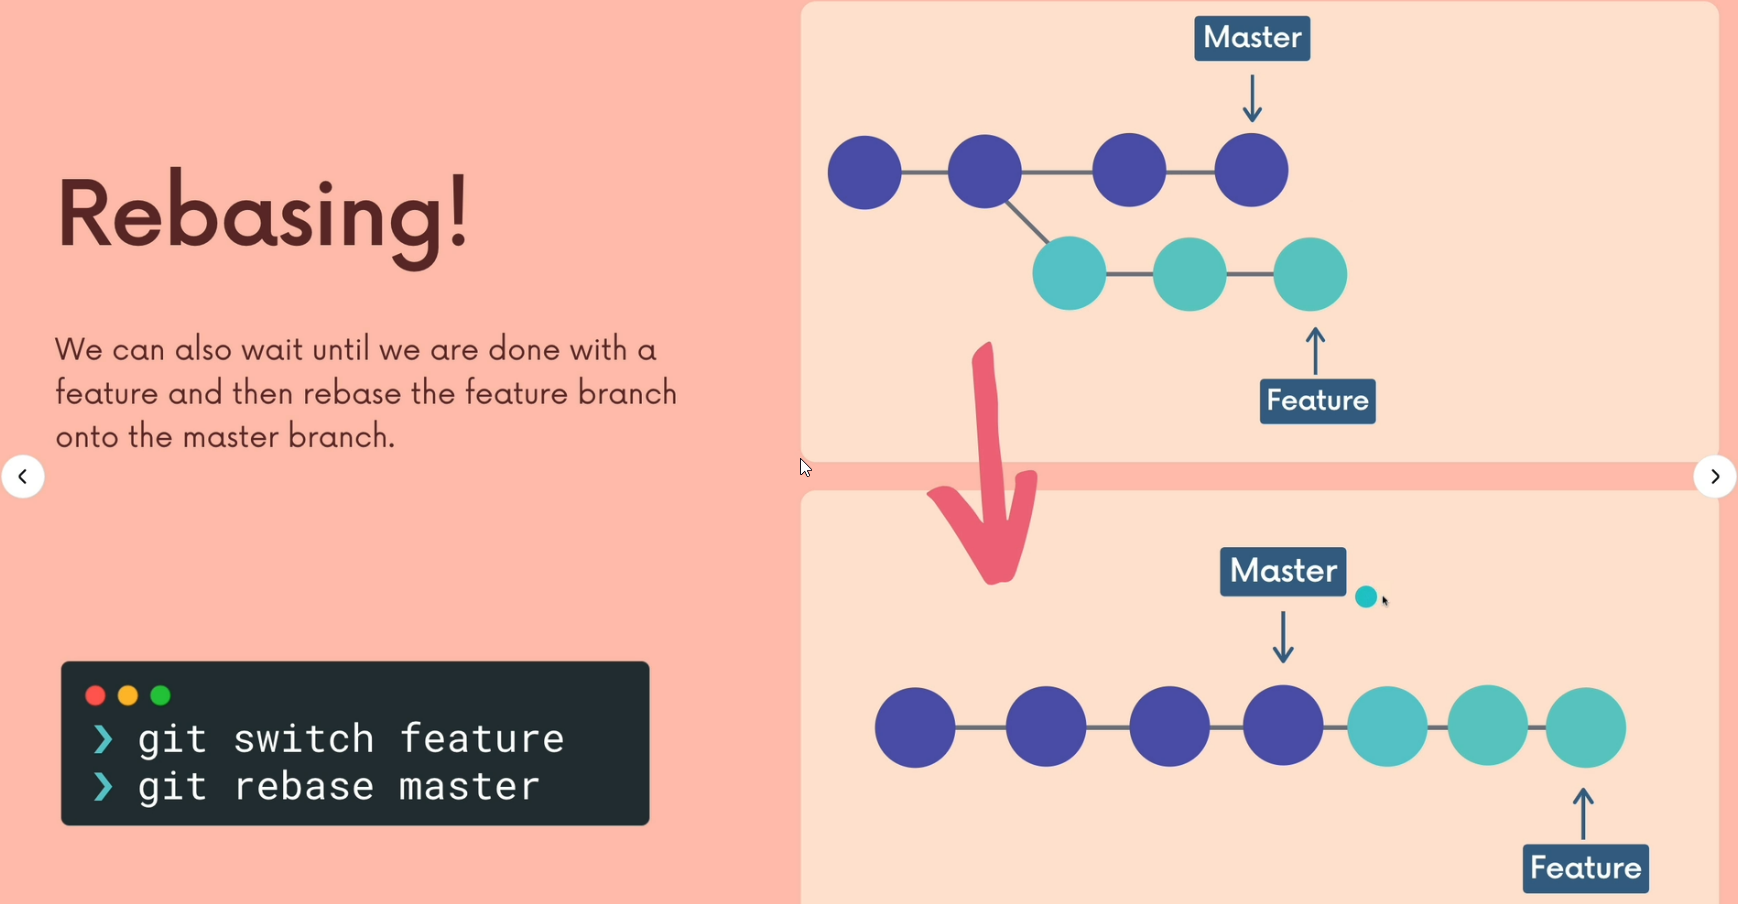 Rebasing!
We can also wait until we are done with a
feature and then rebase the feature branch
onto the master branch.
❯ git switch feature
❯ git rebase master
Master
Feature
Master
Feature